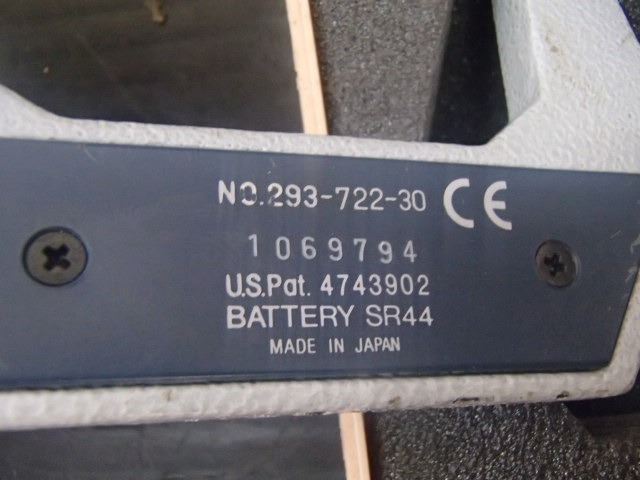 NO.293-722-30 CE
1069794
U.S.Pat. 4743902
BATTERY SR44
MADE IN JAPAN